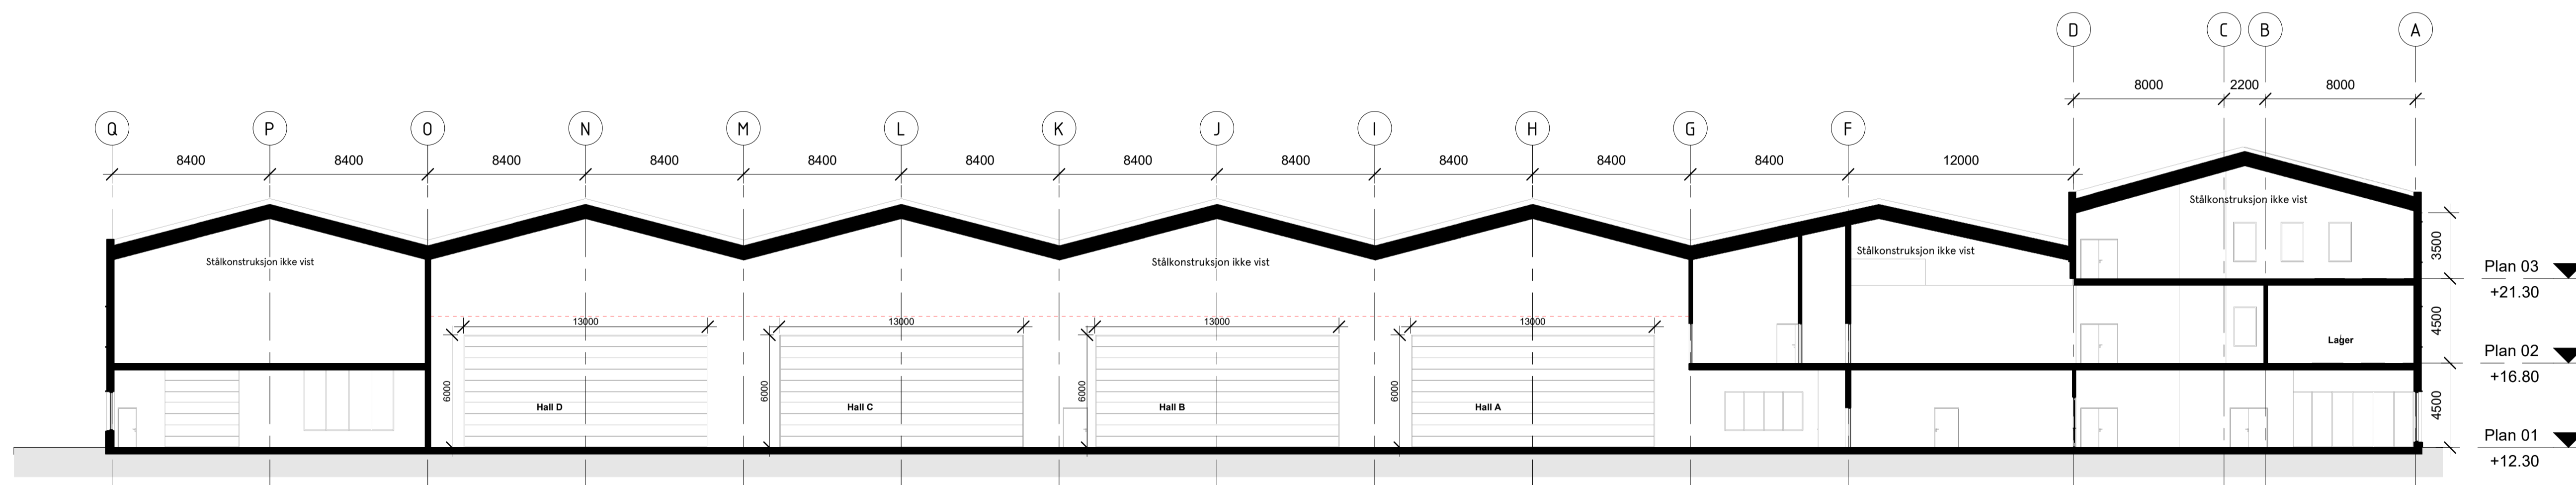 D C B A
8000 2200 8000
Q P O N M L K J I H G F
8400 8400 8400 8400 8400 8400 8400 8400 8400 8400 8400 12000
Stålkonstruksjon ikke vist
Stålkonstruksjon ikke vist
Stålkonstruksjon ikke vist
Stålkonstruksjon ikke vist
3500
Plan 03
+21.30
13000 13000 13000 13000
4500
Lager
Plan 02
+16.80
6000 6000 6000 6000
Hall D Hall C Hall B Hall A
4500
Plan 01
+12.30